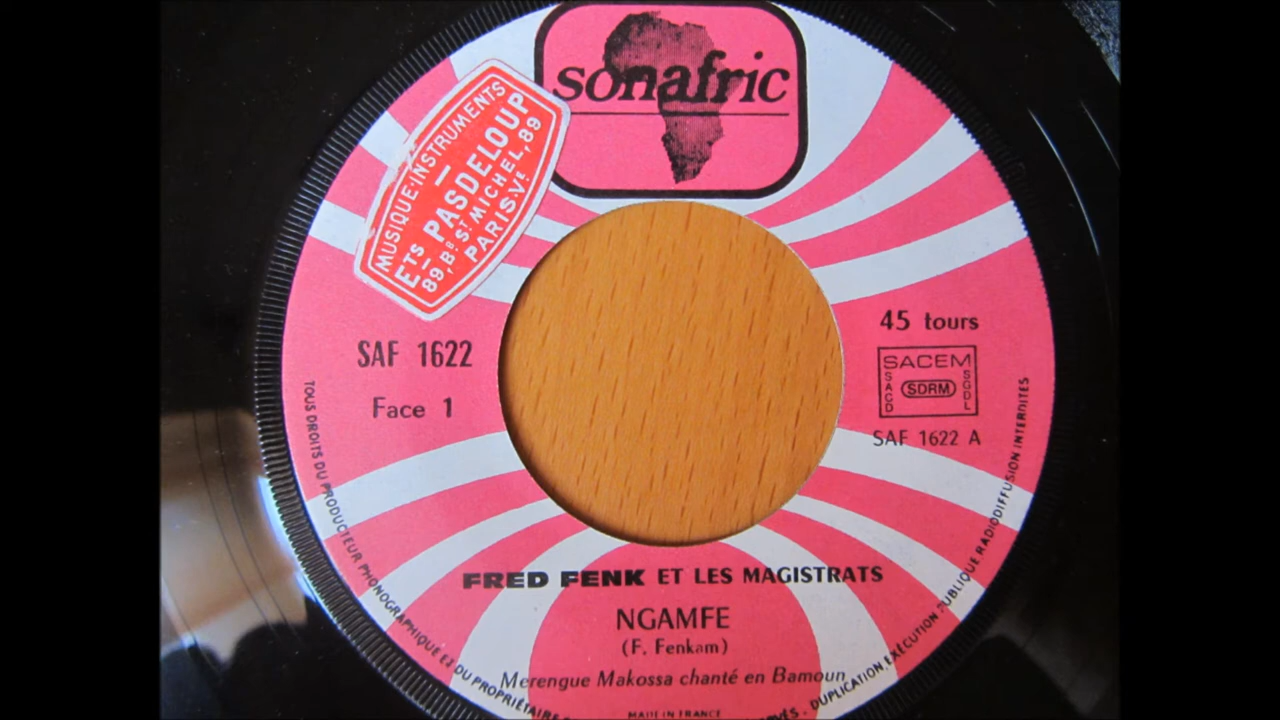 sonafric
MUSIQUE-INSTRUMENTS
ETS PASDELOUP
89, BD ST MICHEL, 89
PARIS.VE
SAF 1622
Face 1
45 tours
SACEM
SACD
SDRM
SGDL
SAF 1622 A
FRED FENK ET LES MAGISTRATS
NGAMFE
(F. Fenkam)
Merengue Makossa chanté en Bamoun
TOUS DROITS DU PRODUCTEUR PHONOGRAPHIQUE ET DU PROPRIÉTAIRE
DUPLICATION, EXÉCUTION PUBLIQUE RADIODIFFUSION INTERDITES
MADE IN FRANCE